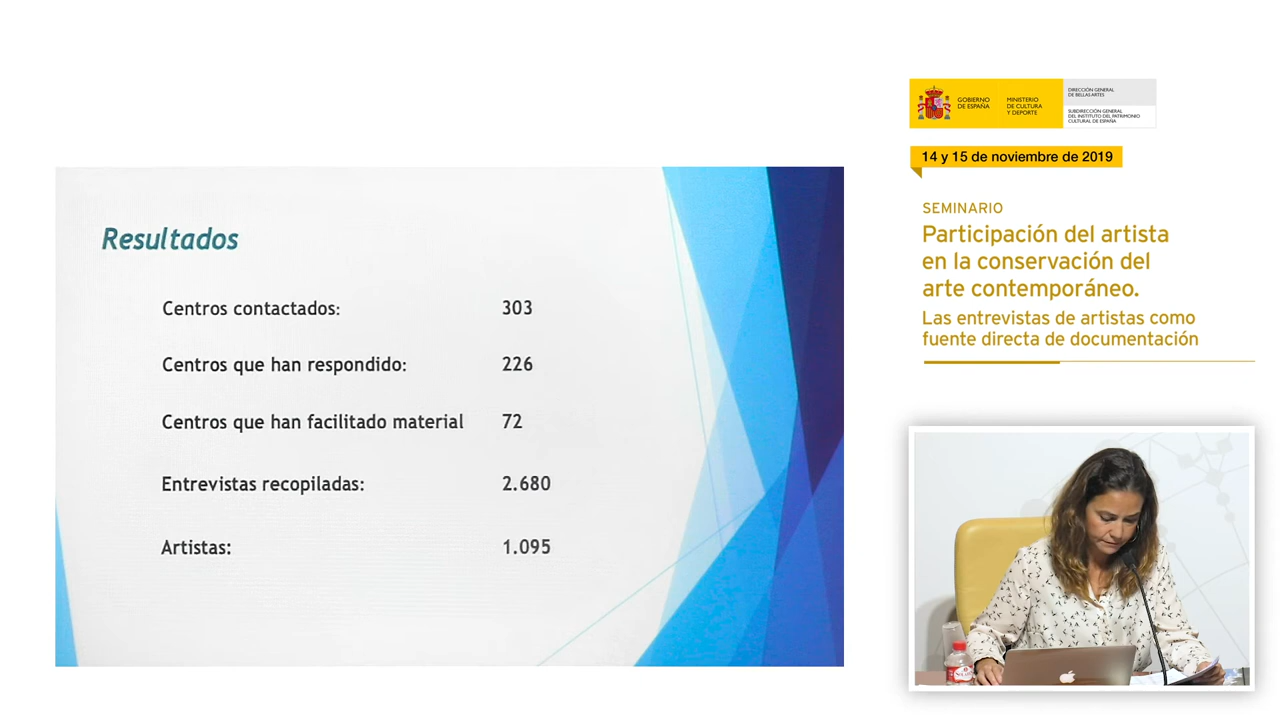 GOBIERNO
DE ESPAÑA
MINISTERIO
DE CULTURA
Y DEPORTE
DIRECCIÓN GENERAL
DE BELLAS ARTES
SUBDIRECCIÓN GENERAL
DEL INSTITUTO DEL PATRIMONIO
CULTURAL DE ESPAÑA
14 y 15 de noviembre de 2019
SEMINARIO
Participación del artista
en la conservación del
arte contemporáneo.
Las entrevistas de artistas como
fuente directa de documentación
Resultados
Centros contactados: 303
Centros que han respondido: 226
Centros que han facilitado material 72
Entrevistas recopiladas: 2.680
Artistas: 1.095